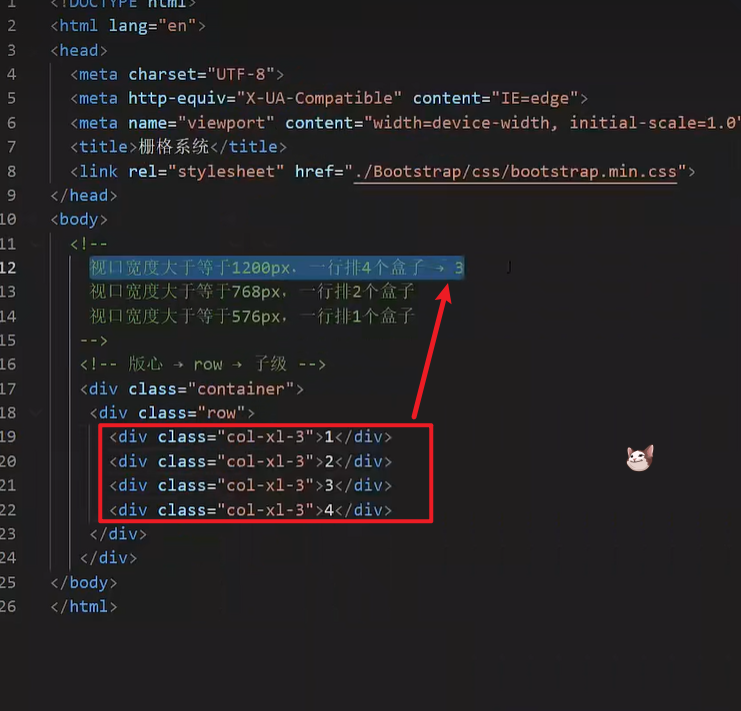 1 <!DOCTYPE html>
2 <html lang="en">
3 <head>
4 <meta charset="UTF-8">
5 <meta http-equiv="X-UA-Compatible" content="IE=edge">
6 <meta name="viewport" content="width=device-width, initial-scale=1.0"
7 <title>栅格系统</title>
8 <link rel="stylesheet" href="./Bootstrap/css/bootstrap.min.css">
9 </head>
10 <body>
11 <!--
12 视口宽度大于等于1200px，一行排4个盒子 → 3
13 视口宽度大于等于768px，一行排2个盒子
14 视口宽度大于等于576px，一行排1个盒子
15 -->
16 <!-- 版心 → row → 子级 -->
17 <div class="container">
18 <div class="row">
19 <div class="col-xl-3">1</div>
20 <div class="col-xl-3">2</div>
21 <div class="col-xl-3">3</div>
22 <div class="col-xl-3">4</div>
23 </div>
24 </div>
25 </body>
26 </html>